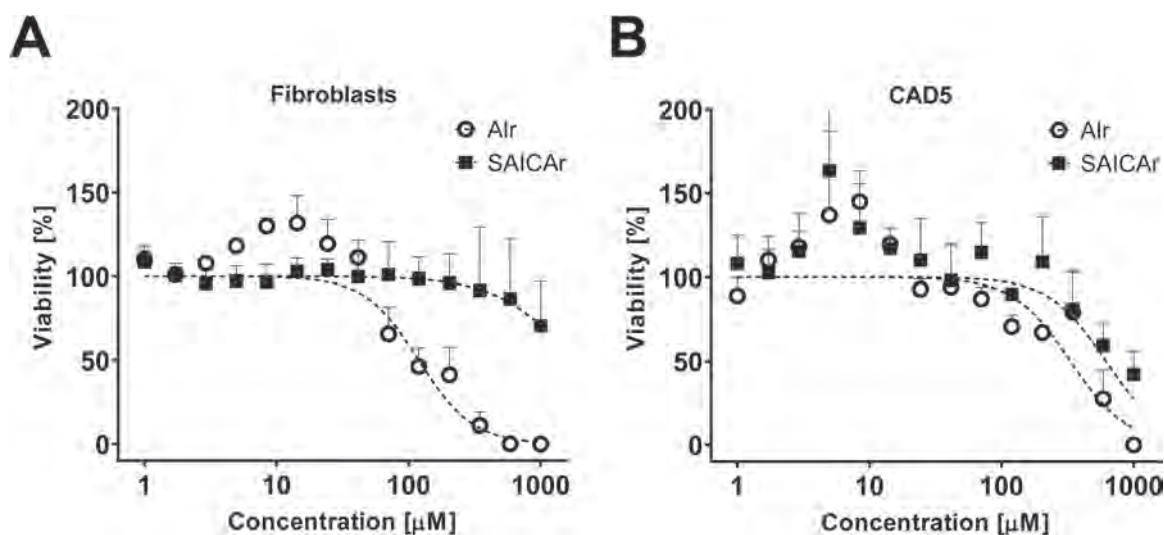 A
Fibroblasts
200
150
100
50
0
Viability [%]
AIr
SAICAr
1
10
100
1000
Concentration [μM]
B
CAD5
200
150
100
50
0
Viability [%]
AIr
SAICAr
1
10
100
1000
Concentration [μM]